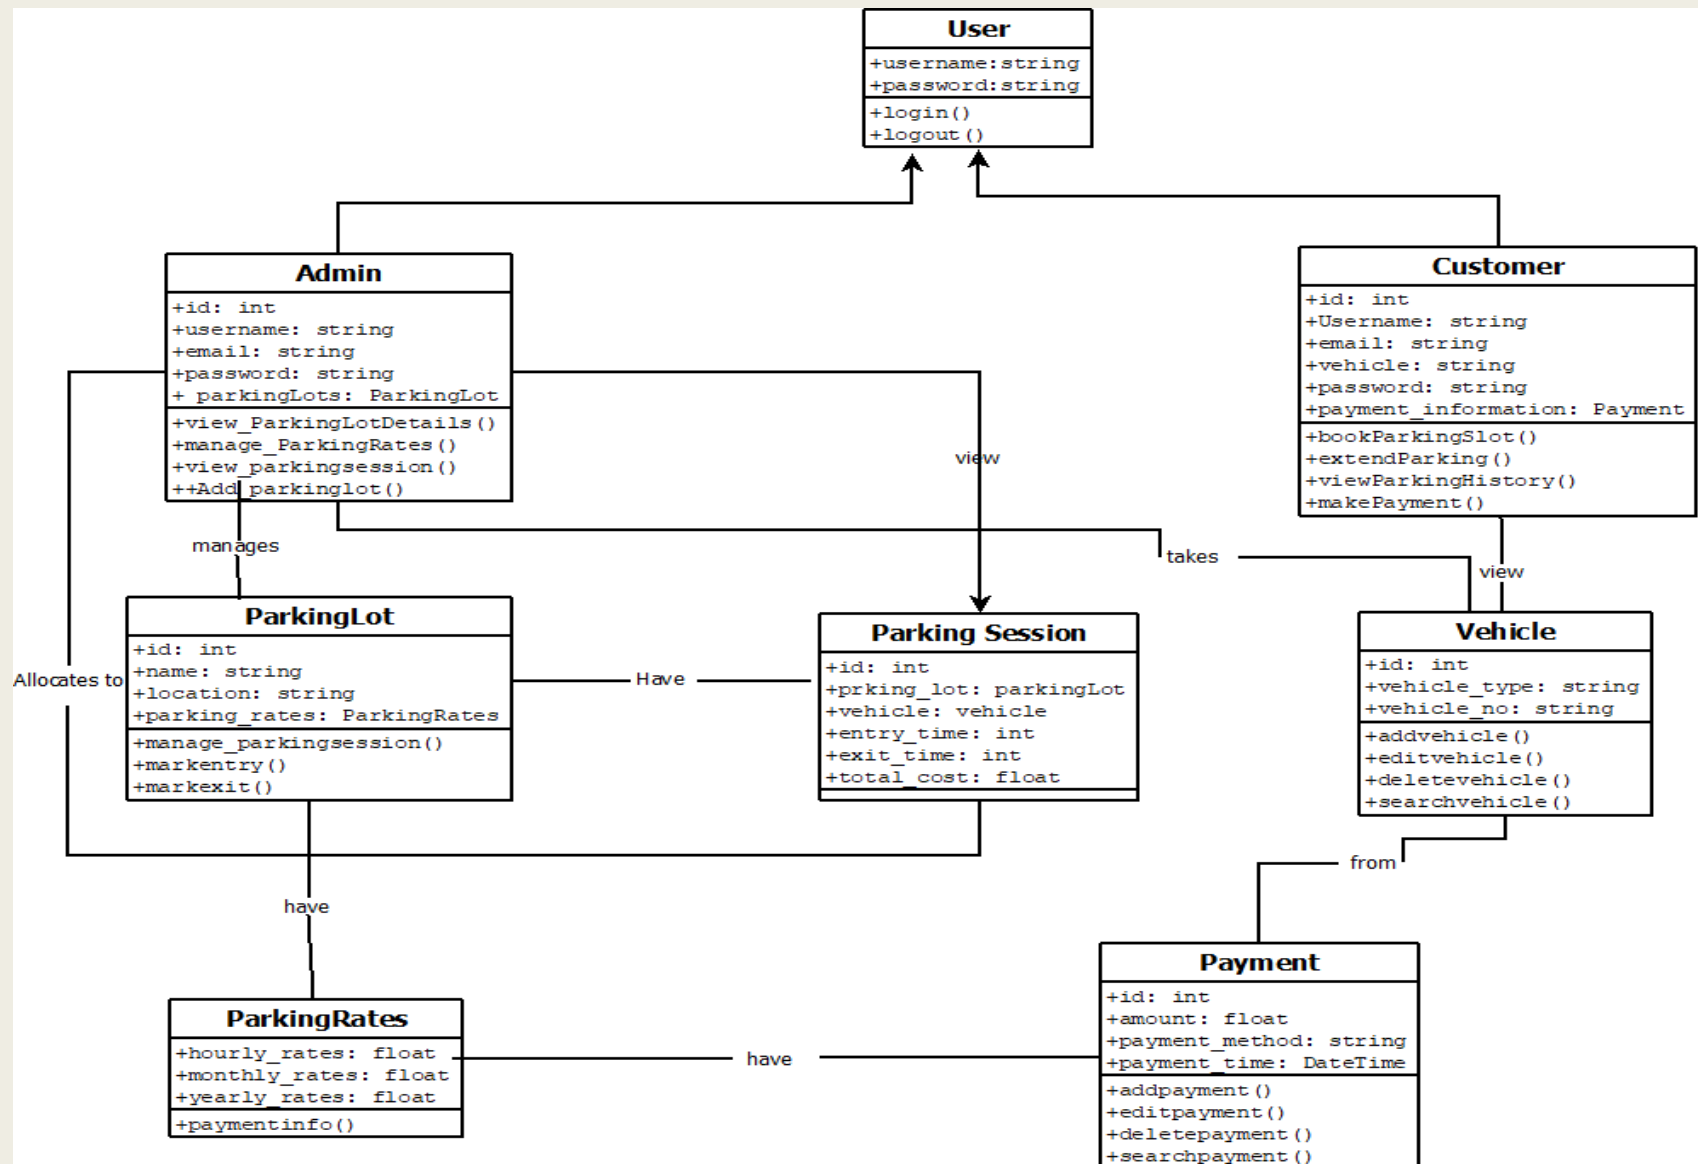 User
+username:string
+password:string
+login()
+logout()
Admin
+id: int
+username: string
+email: string
+password: string
+ parkingLots: ParkingLot
+view_ParkingLotDetails()
+manage_ParkingRates()
+view_parkingsession()
++Add_parkinglot()
Customer
+id: int
+Username: string
+email: string
+vehicle: string
+password: string
+payment_information: Payment
+bookParkingSlot()
+extendParking()
+viewParkingHistory()
+makePayment()
view
manages
takes
view
ParkingLot
+id: int
+name: string
+location: string
+parking_rates: ParkingRates
+manage_parkingsession()
+markentry()
+markexit()
Allocates to
Have
Parking Session
+id: int
+prking_lot: parkingLot
+vehicle: vehicle
+entry_time: int
+exit_time: int
+total_cost: float
Vehicle
+id: int
+vehicle_type: string
+vehicle_no: string
+addvehicle()
+editvehicle()
+deletevehicle()
+searchvehicle()
from
have
ParkingRates
+hourly_rates: float
+monthly_rates: float
+yearly_rates: float
+paymentinfo()
have
Payment
+id: int
+amount: float
+payment_method: string
+payment_time: DateTime
+addpayment()
+editpayment()
+deletepayment()
+searchpayment()